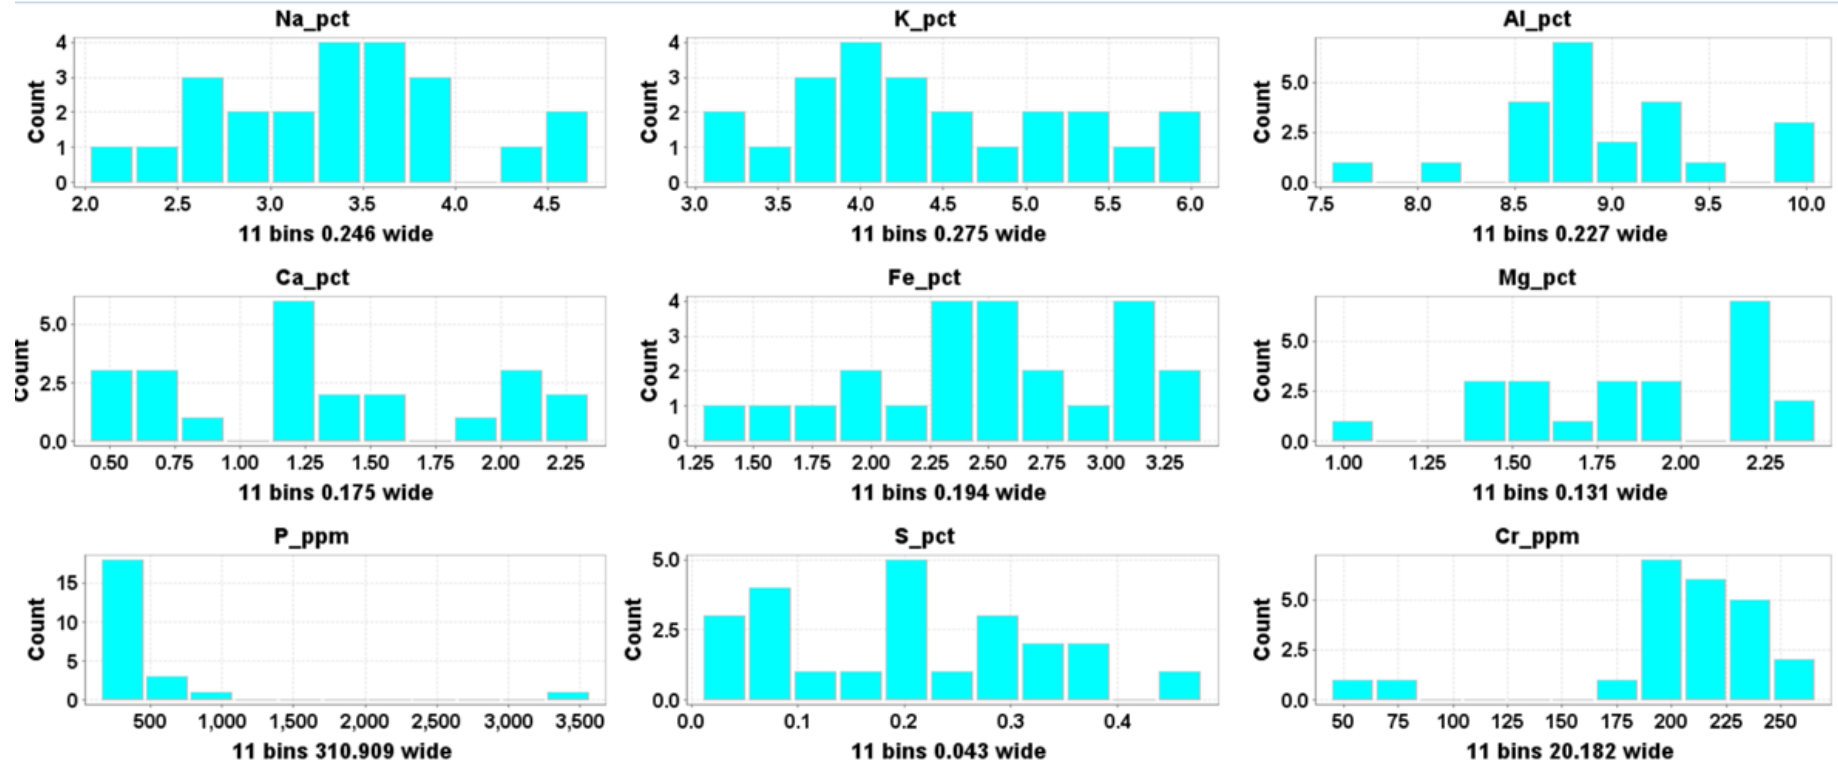 Na_pct
Count
4
3
2
1
0
2.0 2.5 3.0 3.5 4.0 4.5
11 bins 0.246 wide
K_pct
Count
4
3
2
1
0
3.0 3.5 4.0 4.5 5.0 5.5 6.0
11 bins 0.275 wide
Al_pct
Count
5.0
2.5
0.0
7.5 8.0 8.5 9.0 9.5 10.0
11 bins 0.227 wide
Ca_pct
Count
5.0
2.5
0.0
0.50 0.75 1.00 1.25 1.50 1.75 2.00 2.25
11 bins 0.175 wide
Fe_pct
Count
4
3
2
1
0
1.25 1.50 1.75 2.00 2.25 2.50 2.75 3.00 3.25
11 bins 0.194 wide
Mg_pct
Count
5.0
2.5
0.0
1.00 1.25 1.50 1.75 2.00 2.25
11 bins 0.131 wide
P_ppm
Count
15
10
5
0
500 1,000 1,500 2,000 2,500 3,000 3,500
11 bins 310.909 wide
S_pct
Count
5.0
2.5
0.0
0.0 0.1 0.2 0.3 0.4
11 bins 0.043 wide
Cr_ppm
Count
5.0
2.5
0.0
50 75 100 125 150 175 200 225 250
11 bins 20.182 wide